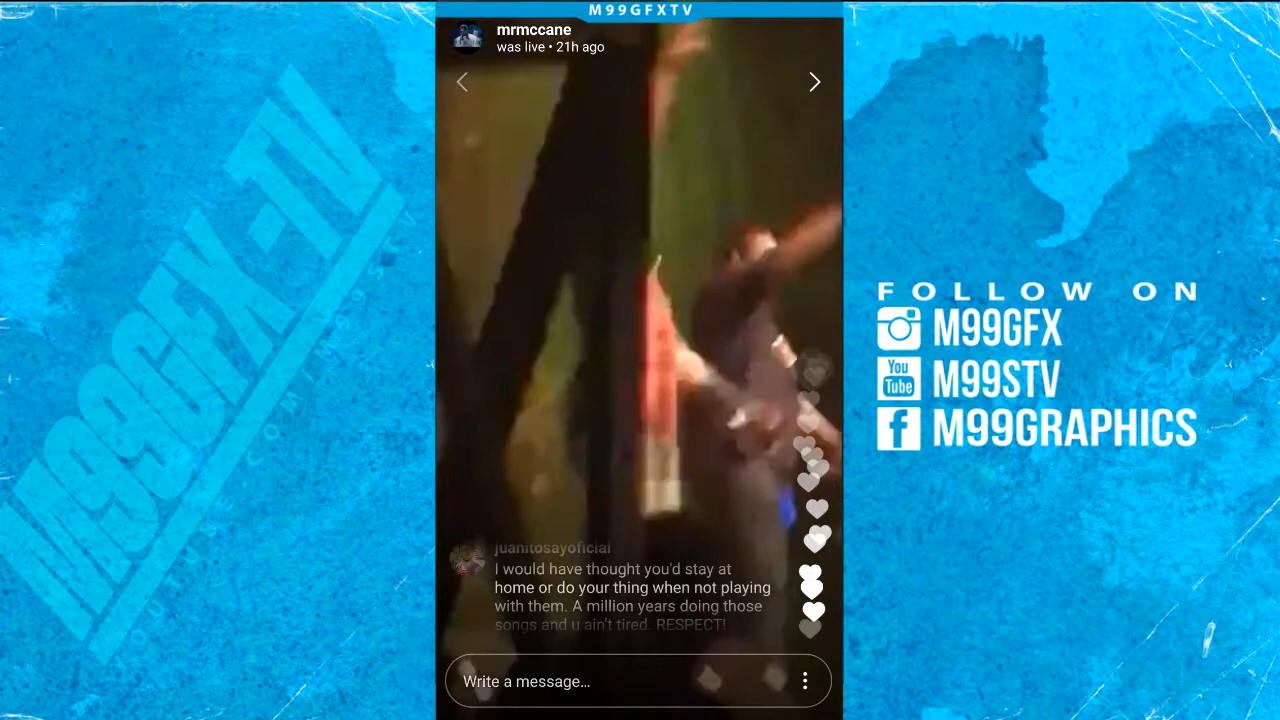 M99GFXTV
mrmccane
was live • 21h ago
juanitosayoficial
I would have thought you'd stay at
home or do your thing when not playing
with them. A million years doing those
songs and u ain't tired. RESPECT!
Write a message...
M99GFX-TV
FOLLOW ON
M99GFX
You
Tube
M99STV
f M99GRAPHICS